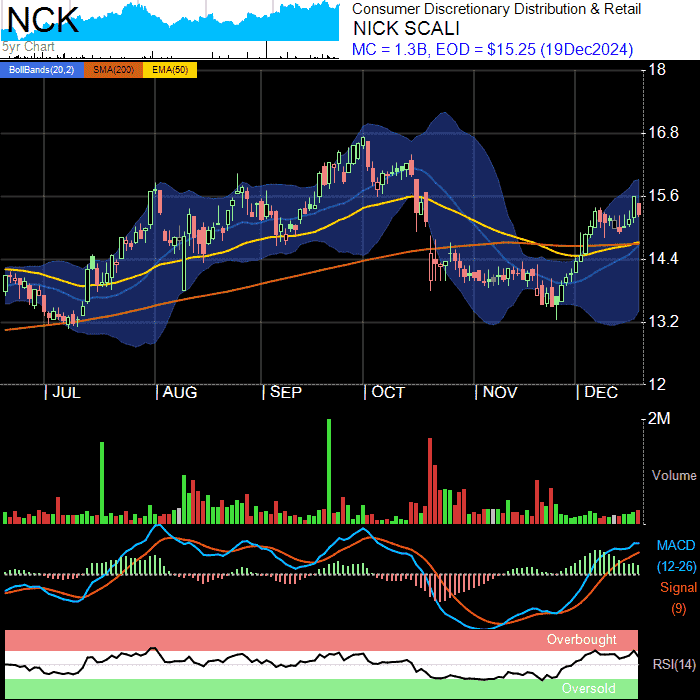 NCK
5yr Chart
Consumer Discretionary Distribution & Retail
NICK SCALI
MC = 1.3B, EOD = $15.25 (19Dec2024)
BollBands(20,2) SMA(200) EMA(50)
18
16.8
15.6
14.4
13.2
12
JUL AUG SEP OCT NOV DEC
2M
Volume
MACD
(12-26)
Signal
(9)
Overbought
RSI(14)
Oversold